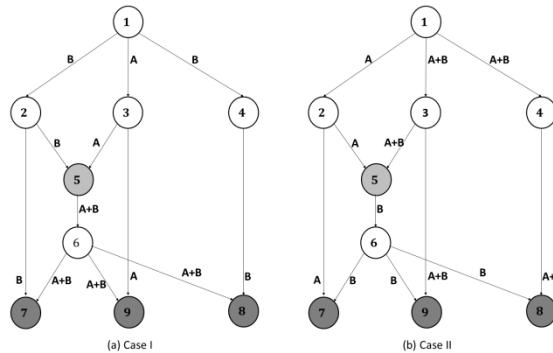 1
B A B
2 3 4
B A
5
A+B
6
A+B
B A+B A+B A B
7 9 8
(a) Case I
1
A A+B A+B
2 3 4
A A+B
5
B
6
B
A B B A+B A+
7 9 8
(b) Case II